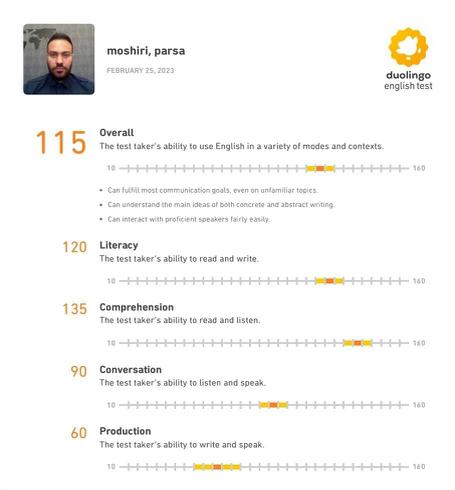 moshiri, parsa
FEBRUARY 25, 2023
duolingo
english test
115
Overall
The test taker's ability to use English in a variety of modes and contexts.
10 160
• Can fulfill most communication goals, even on unfamiliar topics.
• Can understand the main ideas of both concrete and abstract writing.
• Can interact with proficient speakers fairly easily.
120
Literacy
The test taker's ability to read and write.
10 160
135
Comprehension
The test taker's ability to read and listen.
10 160
90
Conversation
The test taker's ability to listen and speak.
10 160
60
Production
The test taker's ability to write and speak.
10 160